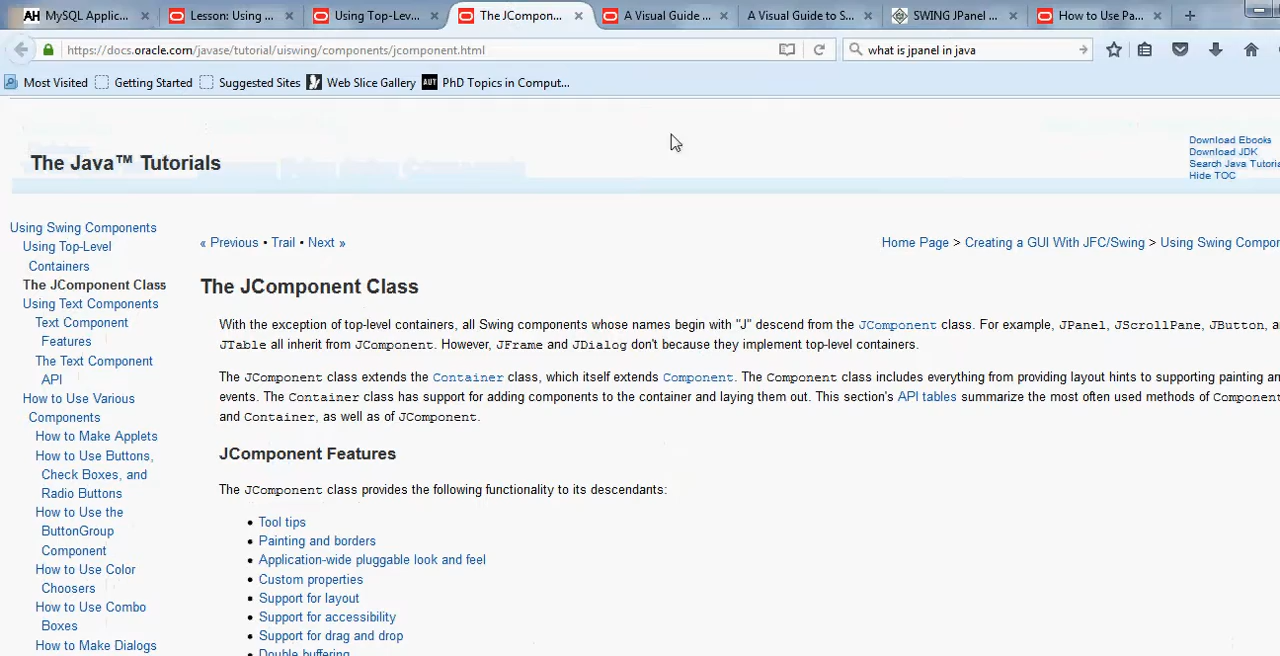 AH MySQL Applic...
Lesson: Using ...
Using Top-Lev...
The JCompon...
A Visual Guide ...
A Visual Guide to S...
SWING JPanel ...
How to Use Pa...
https://docs.oracle.com/javase/tutorial/uiswing/components/jcomponent.html
what is jpanel in java
Most Visited Getting Started Suggested Sites Web Slice Gallery AUT PhD Topics in Comput...
Download Ebooks
Download JDK
Search Java Tutoria
Hide TOC
The Java™ Tutorials
Using Swing Components
Using Top-Level
Containers
The JComponent Class
Using Text Components
Text Component
Features
The Text Component
API
How to Use Various
Components
How to Make Applets
How to Use Buttons,
Check Boxes, and
Radio Buttons
How to Use the
ButtonGroup
Component
How to Use Color
Choosers
How to Use Combo
Boxes
How to Make Dialogs
« Previous • Trail • Next »
Home Page > Creating a GUI With JFC/Swing > Using Swing Compor
The JComponent Class
With the exception of top-level containers, all Swing components whose names begin with "J" descend from the JComponent class. For example, JPanel, JScrollPane, JButton, a
JTable all inherit from JComponent. However, JFrame and JDialog don't because they implement top-level containers.
The JComponent class extends the Container class, which itself extends Component. The Component class includes everything from providing layout hints to supporting painting an
events. The Container class has support for adding components to the container and laying them out. This section's API tables summarize the most often used methods of Component
and Container, as well as of JComponent.
JComponent Features
The JComponent class provides the following functionality to its descendants:
• Tool tips
• Painting and borders
• Application-wide pluggable look and feel
• Custom properties
• Support for layout
• Support for accessibility
• Support for drag and drop
• Double buffering